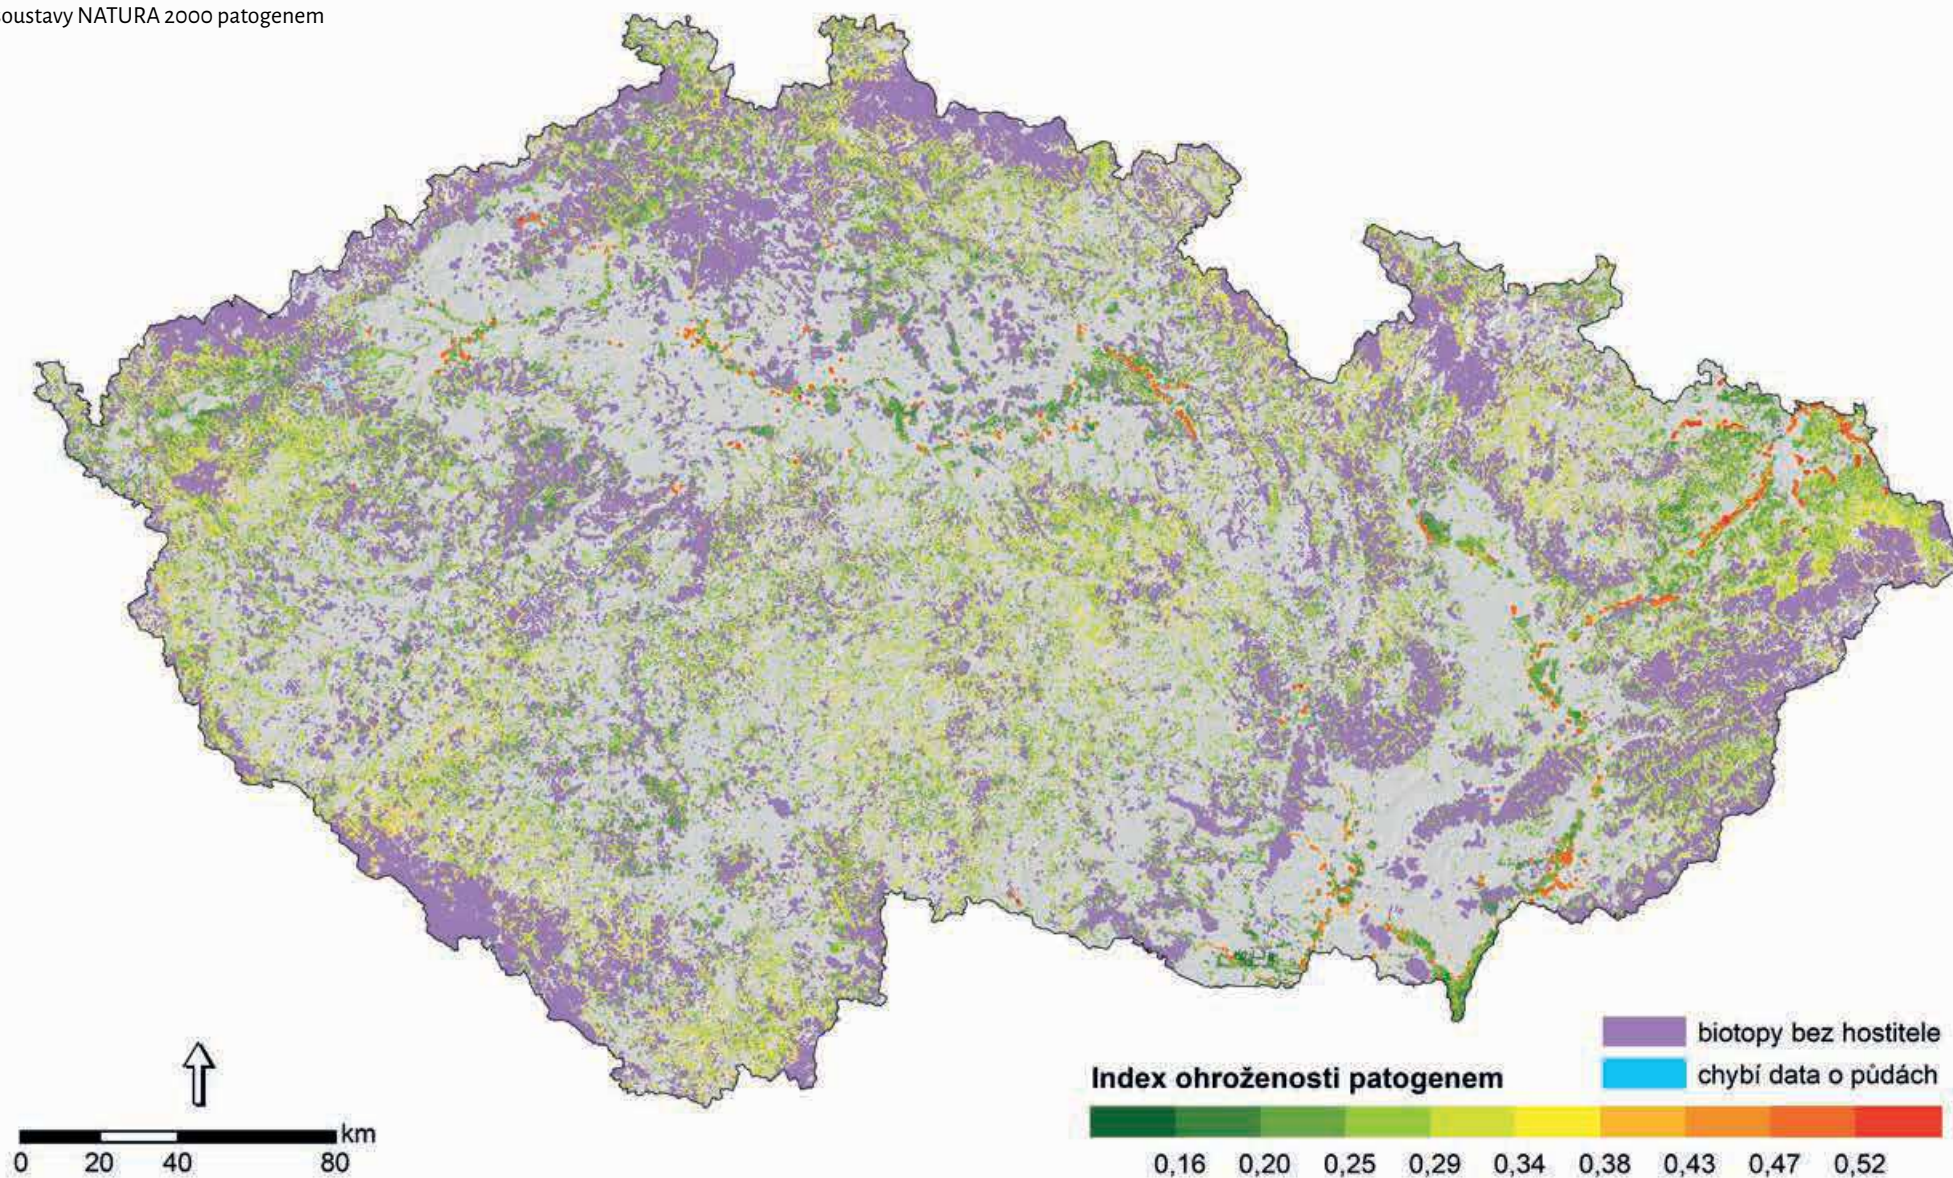 soustavy NATURA 2000 patogenem
biotopy bez hostitele
chybí data o půdách
Index ohroženosti patogenem
0,16 0,20 0,25 0,29 0,34 0,38 0,43 0,47 0,52
km
0 20 40 80